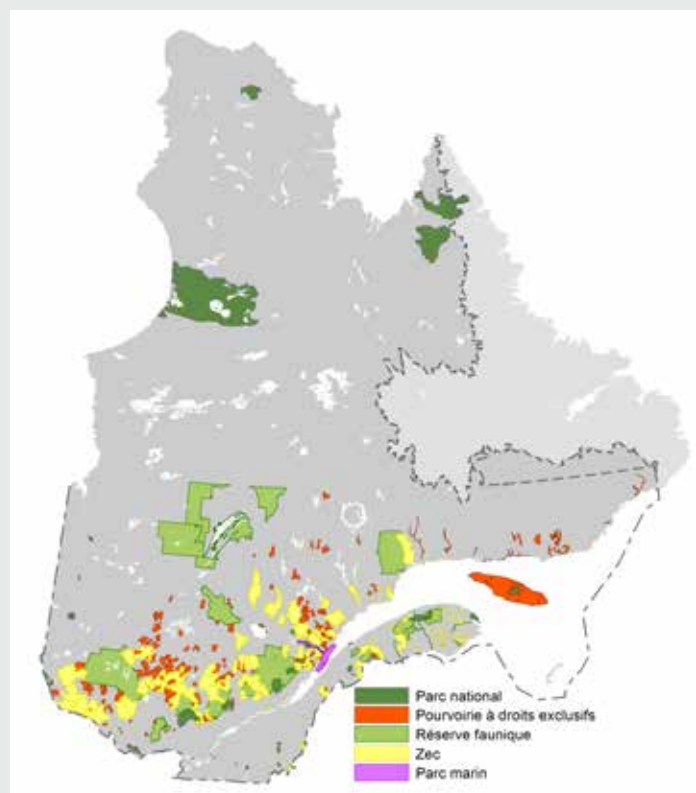 Parc national
Pourvoirie à droits exclusifs
Réserve faunique
Zec
Parc marin